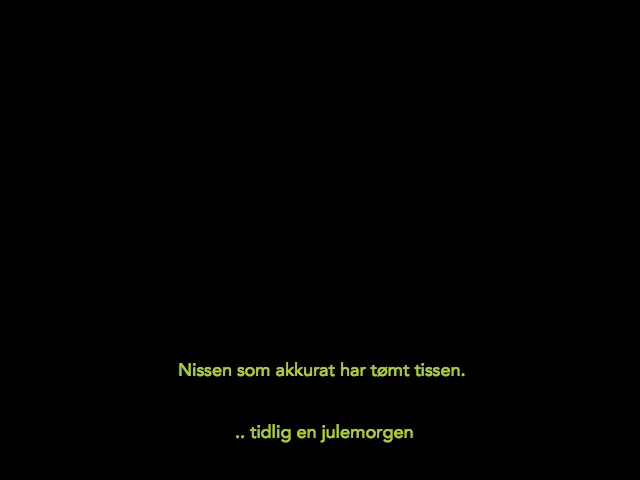 Nissen som akkurat har tømt tissen.
.. tidlig en julemorgen